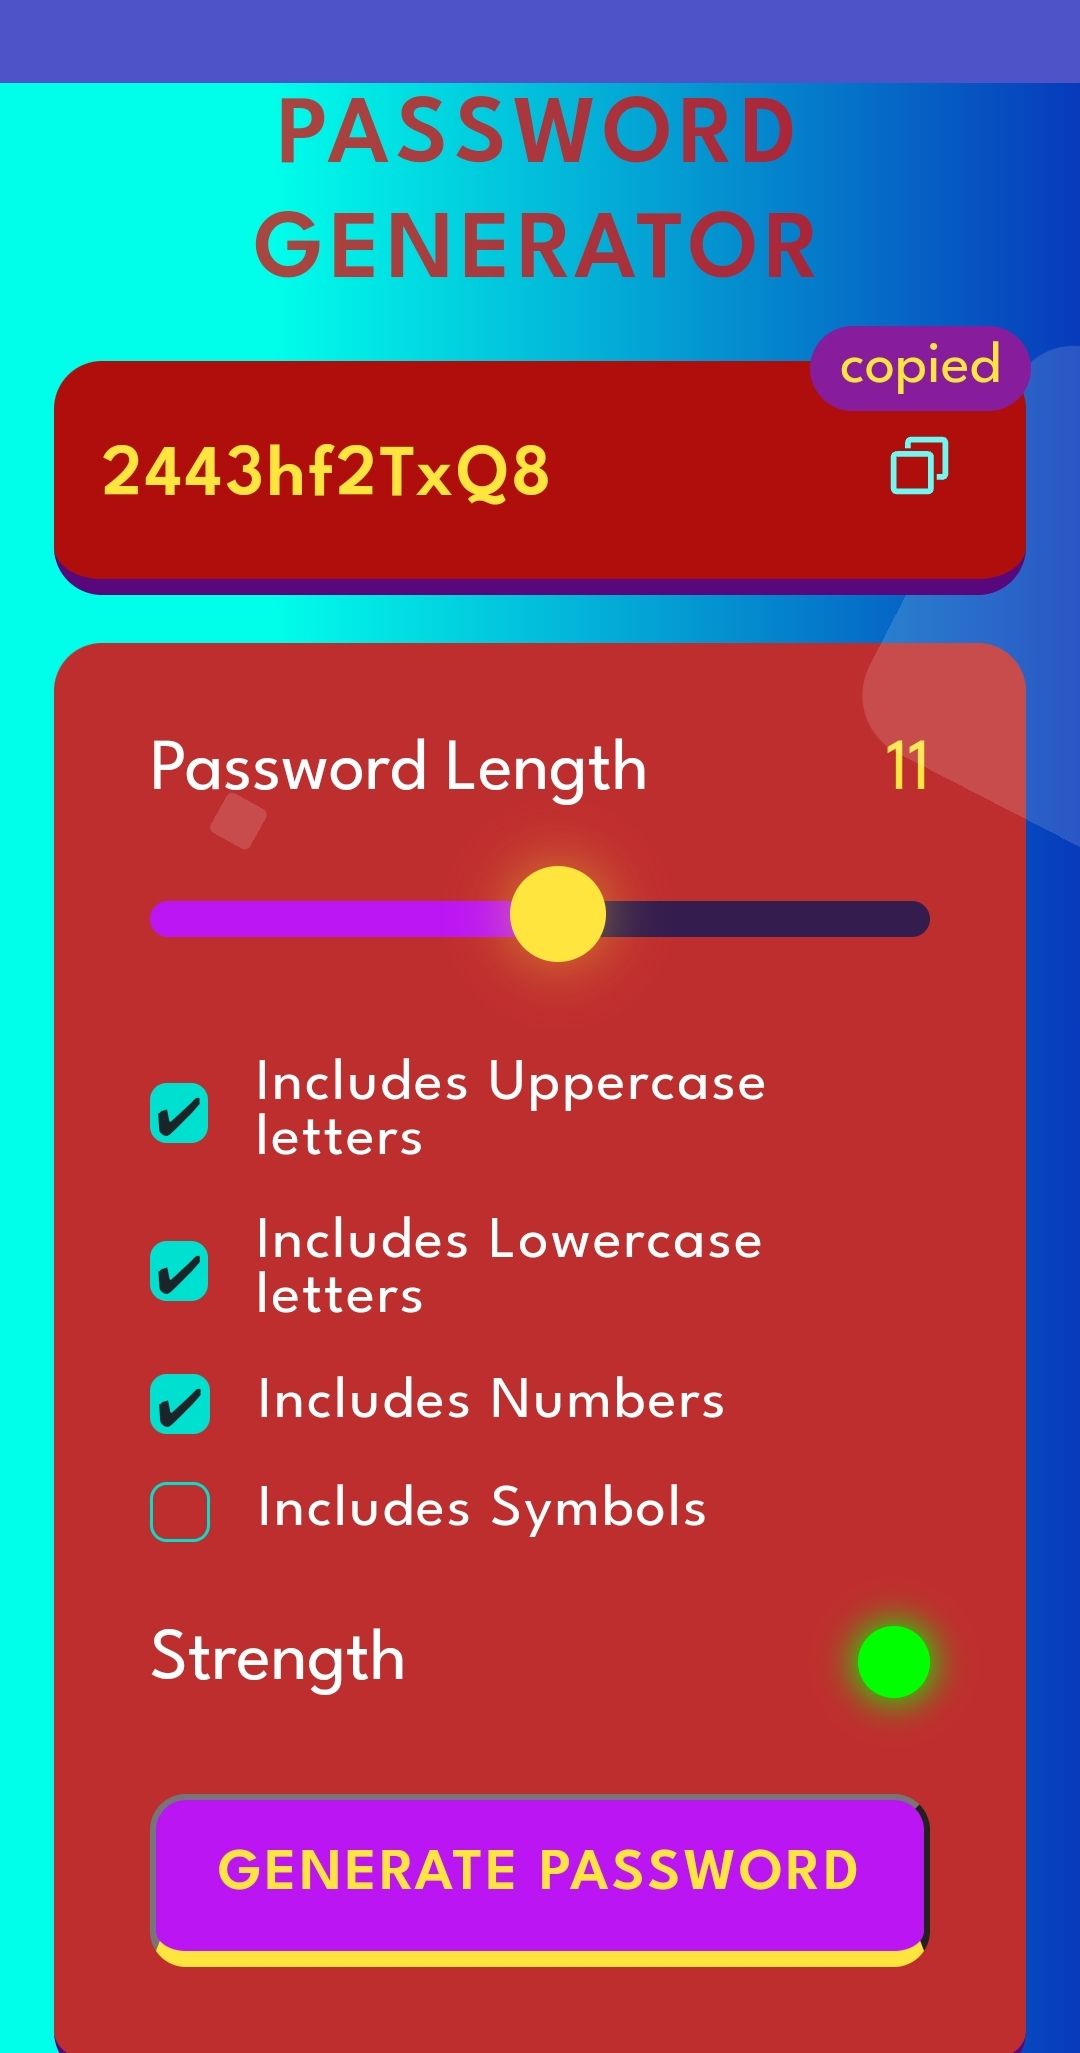 PASSWORD
GENERATOR
copied
2443hf2TxQ8
Password Length 11
Includes Uppercase
letters
Includes Lowercase
letters
Includes Numbers
Includes Symbols
Strength
GENERATE PASSWORD